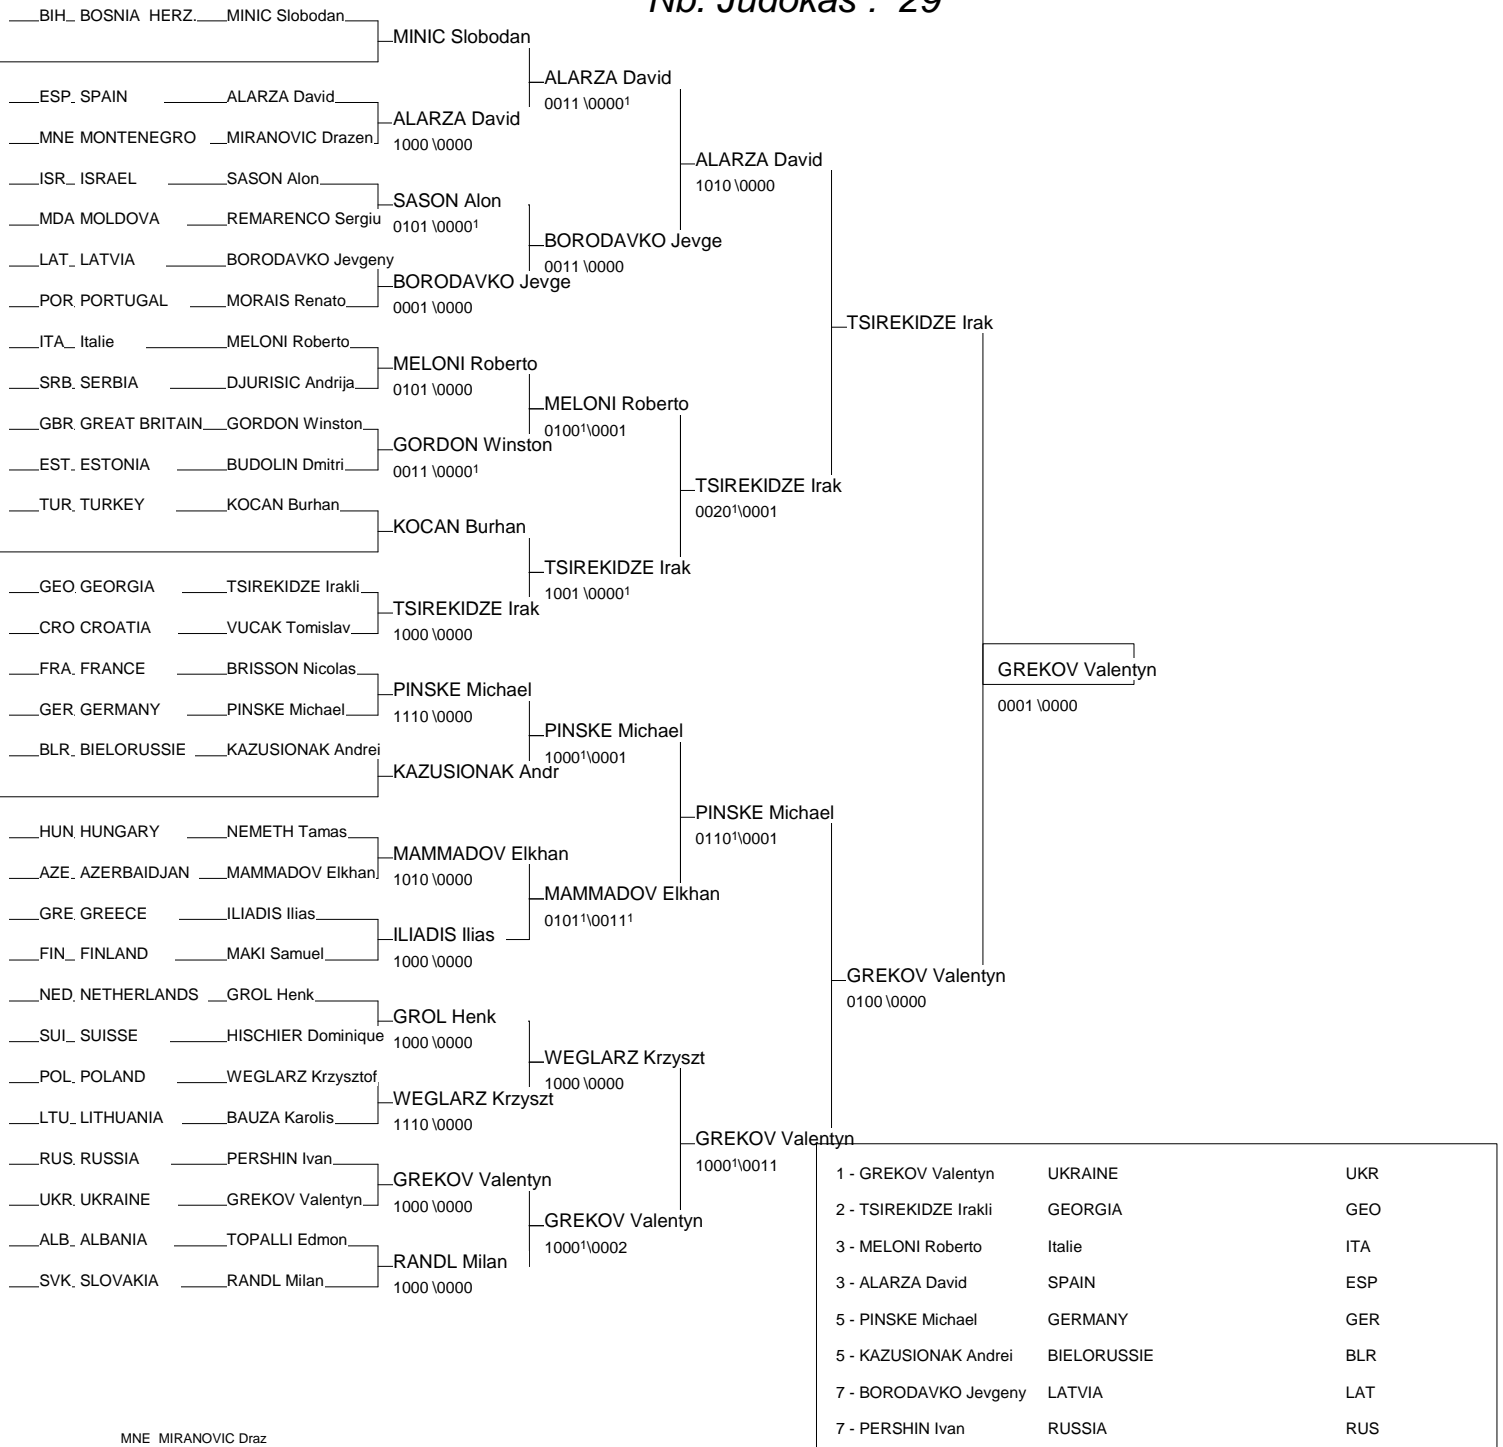 Nb. Judokas : 29
BIH BOSNIA HERZ. MINIC Slobodan
MINIC Slobodan
ALARZA David
ESP SPAIN ALARZA David
0011 \0000¹
ALARZA David
MNE MONTENEGRO MIRANOVIC Drazen
1000 \0000
ALARZA David
ISR ISRAEL SASON Alon
1010 \0000
SASON Alon
MDA MOLDOVA REMARENCO Sergiu
0101 \0000¹
BORODAVKO Jevge
LAT LATVIA BORODAVKO Jevgeny
0011 \0000
BORODAVKO Jevge
POR PORTUGAL MORAIS Renato
0001 \0000
TSIREKIDZE Irak
ITA Italie MELONI Roberto
MELONI Roberto
SRB SERBIA DJURISIC Andrija
0101 \0000
MELONI Roberto
GBR GREAT BRITAIN GORDON Winston
0100¹\0001
GORDON Winston
EST ESTONIA BUDOLIN Dmitri
0011 \0000¹
TSIREKIDZE Irak
TUR TURKEY KOCAN Burhan
0020¹\0001
KOCAN Burhan
TSIREKIDZE Irak
GEO GEORGIA TSIREKIDZE Irakli
1001 \0000¹
TSIREKIDZE Irak
CRO CROATIA VUCAK Tomislav
1000 \0000
FRA FRANCE BRISSON Nicolas
GREKOV Valentyn
PINSKE Michael
0001 \0000
GER GERMANY PINSKE Michael
1110 \0000
PINSKE Michael
BLR BIELORUSSIE KAZUSIONAK Andrei
1000¹\0001
KAZUSIONAK Andr
PINSKE Michael
HUN HUNGARY NEMETH Tamas
0110¹\0001
MAMMADOV Elkhan
AZE AZERBAIDJAN MAMMADOV Elkhan
1010 \0000
MAMMADOV Elkhan
GRE GREECE ILIADIS Ilias
0101¹\0011¹
ILIADIS Ilias
FIN FINLAND MAKI Samuel
1000 \0000
GREKOV Valentyn
NED NETHERLANDS GROL Henk
0100 \0000
GROL Henk
SUI SUISSE HISCHIER Dominique
1000 \0000
WEGLARZ Krzyszt
POL POLAND WEGLARZ Krzysztof
1000 \0000
WEGLARZ Krzyszt
LTU LITHUANIA BAUZA Karolis
1110 \0000
GREKOV Valentyn
RUS RUSSIA PERSHIN Ivan
1000¹\0011
GREKOV Valentyn
UKR UKRAINE GREKOV Valentyn
1000 \0000
GREKOV Valentyn
ALB ALBANIA TOPALLI Edmon
1000¹\0002
RANDL Milan
SVK SLOVAKIA RANDL Milan
1000 \0000
1 - GREKOV Valentyn UKRAINE UKR
2 - TSIREKIDZE Irakli GEORGIA GEO
3 - MELONI Roberto Italie ITA
3 - ALARZA David SPAIN ESP
5 - PINSKE Michael GERMANY GER
5 - KAZUSIONAK Andrei BIELORUSSIE BLR
7 - BORODAVKO Jevgeny LATVIA LAT
7 - PERSHIN Ivan RUSSIA RUS
MNE MIRANOVIC Draz